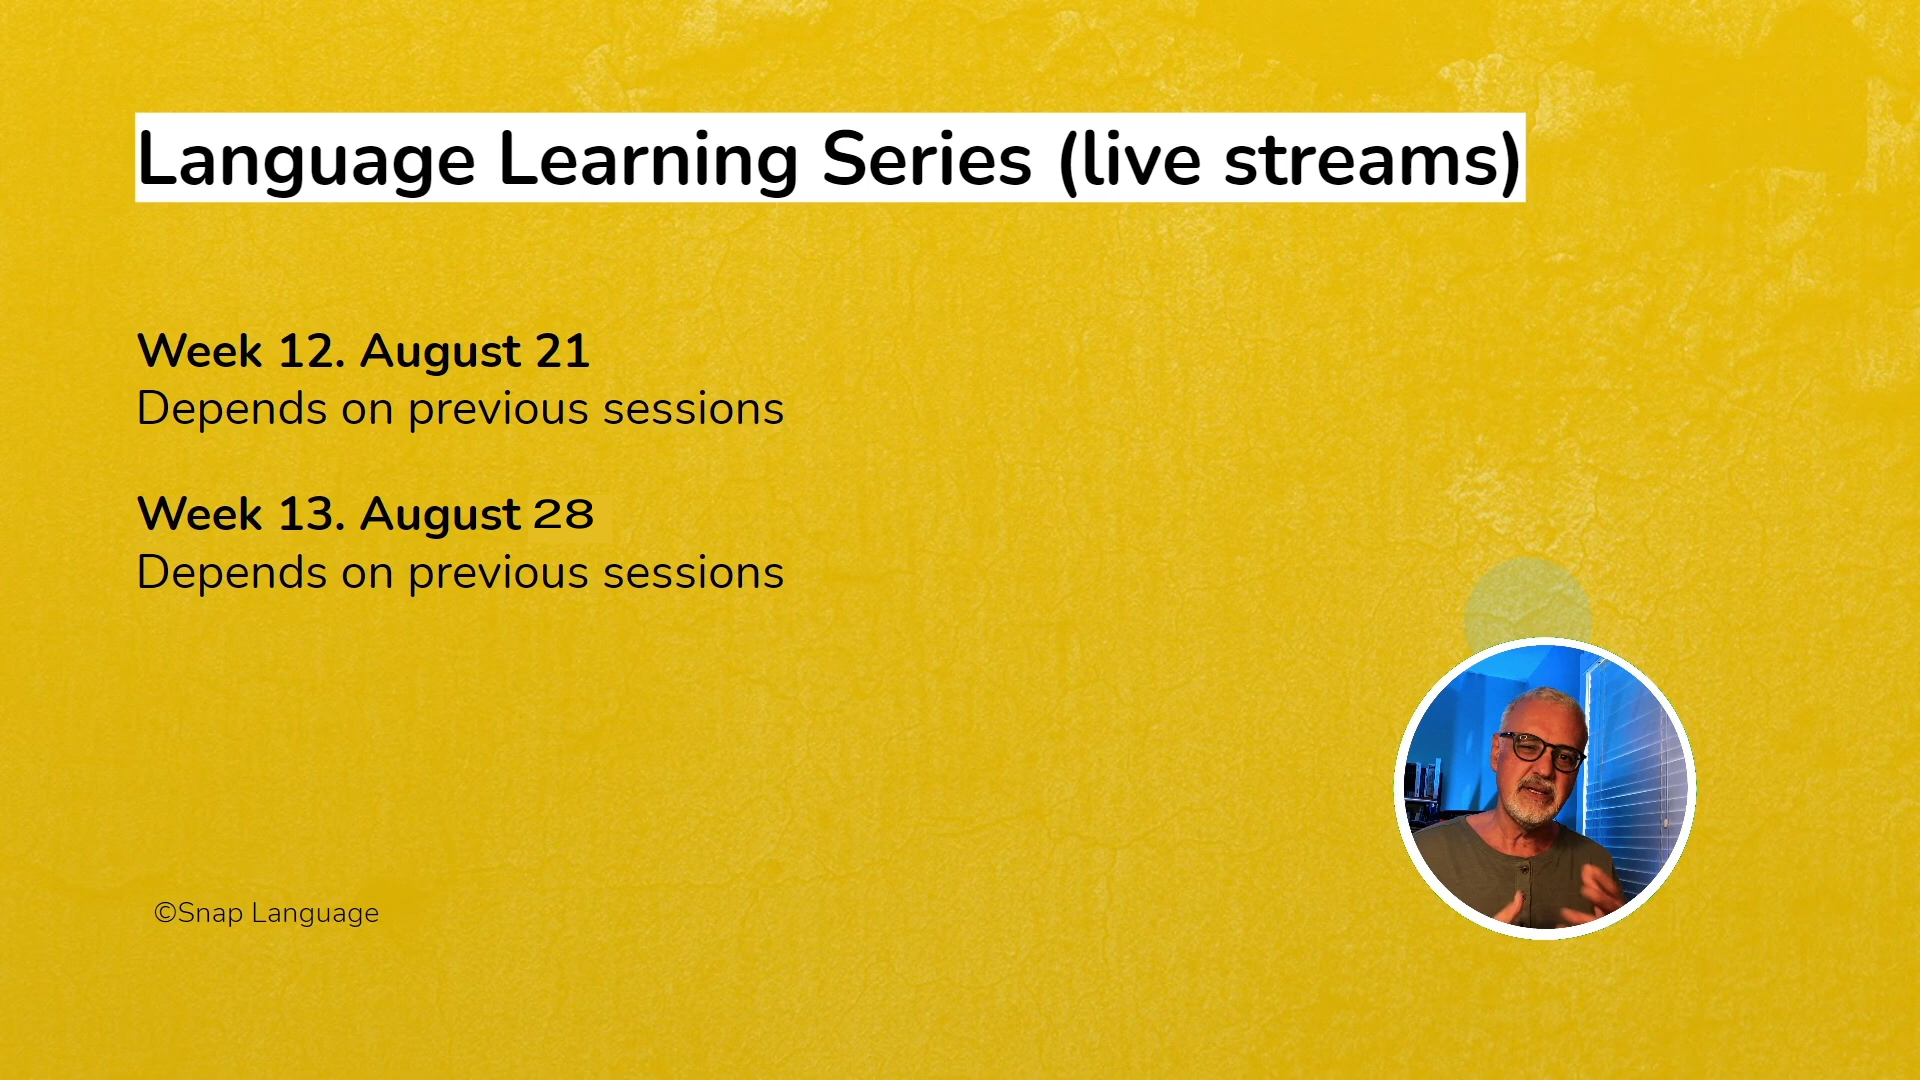 Language Learning Series (live streams)
Week 12. August 21
Depends on previous sessions
Week 13. August 28
Depends on previous sessions
©Snap Language